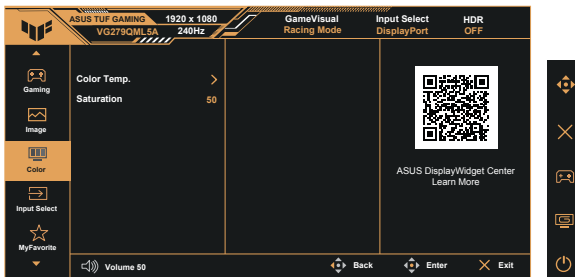 ASUS TUF GAMING 1920 x 1080
VG279QML5A 240Hz
GameVisual
Racing Mode
Input Select
DisplayPort
HDR
OFF
Gaming
Image
Color
Input Select
MyFavorite
Color Temp.
Saturation 50
ASUS DisplayWidget Center
Learn More
Volume 50
Back
Enter
Exit